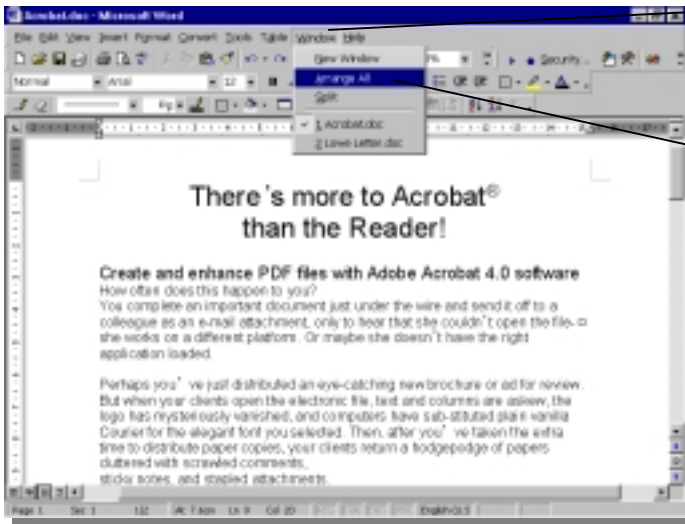 Acrobat.doc - Microsoft Word
File Edit View Insert Format Convert Tools Table Window Help
Security
Normal Arial 12
New Window
Arrange All
Split
1 Acrobat.doc
2 Lowe Letter.doc
There's more to Acrobat®
than the Reader!
Create and enhance PDF files with Adobe Acrobat 4.0 software
How often does this happen to you?
You complete an important document just under the wire and send it off to a
colleague as an e-mail attachment, only to hear that she couldn't open the file-
she works on a different platform. Or maybe she doesn't have the right
application loaded.
Perhaps you' ve just distributed an eye-catching new brochure or ad for review.
But when your clients open the electronic file, text and columns are askew, the
logo has mysteriously vanished, and computers have sub-stituted plain vanilla
Courier for the elegant font you selected. Then, after you' ve taken the extra
time to distribute paper copies, your clients return a hodgepodge of papers
cluttered with scrawled comments,
sticky notes, and stapled attachments.
Page 1 Sec 1 1/2 At 7.6cm Ln 9 Col 20